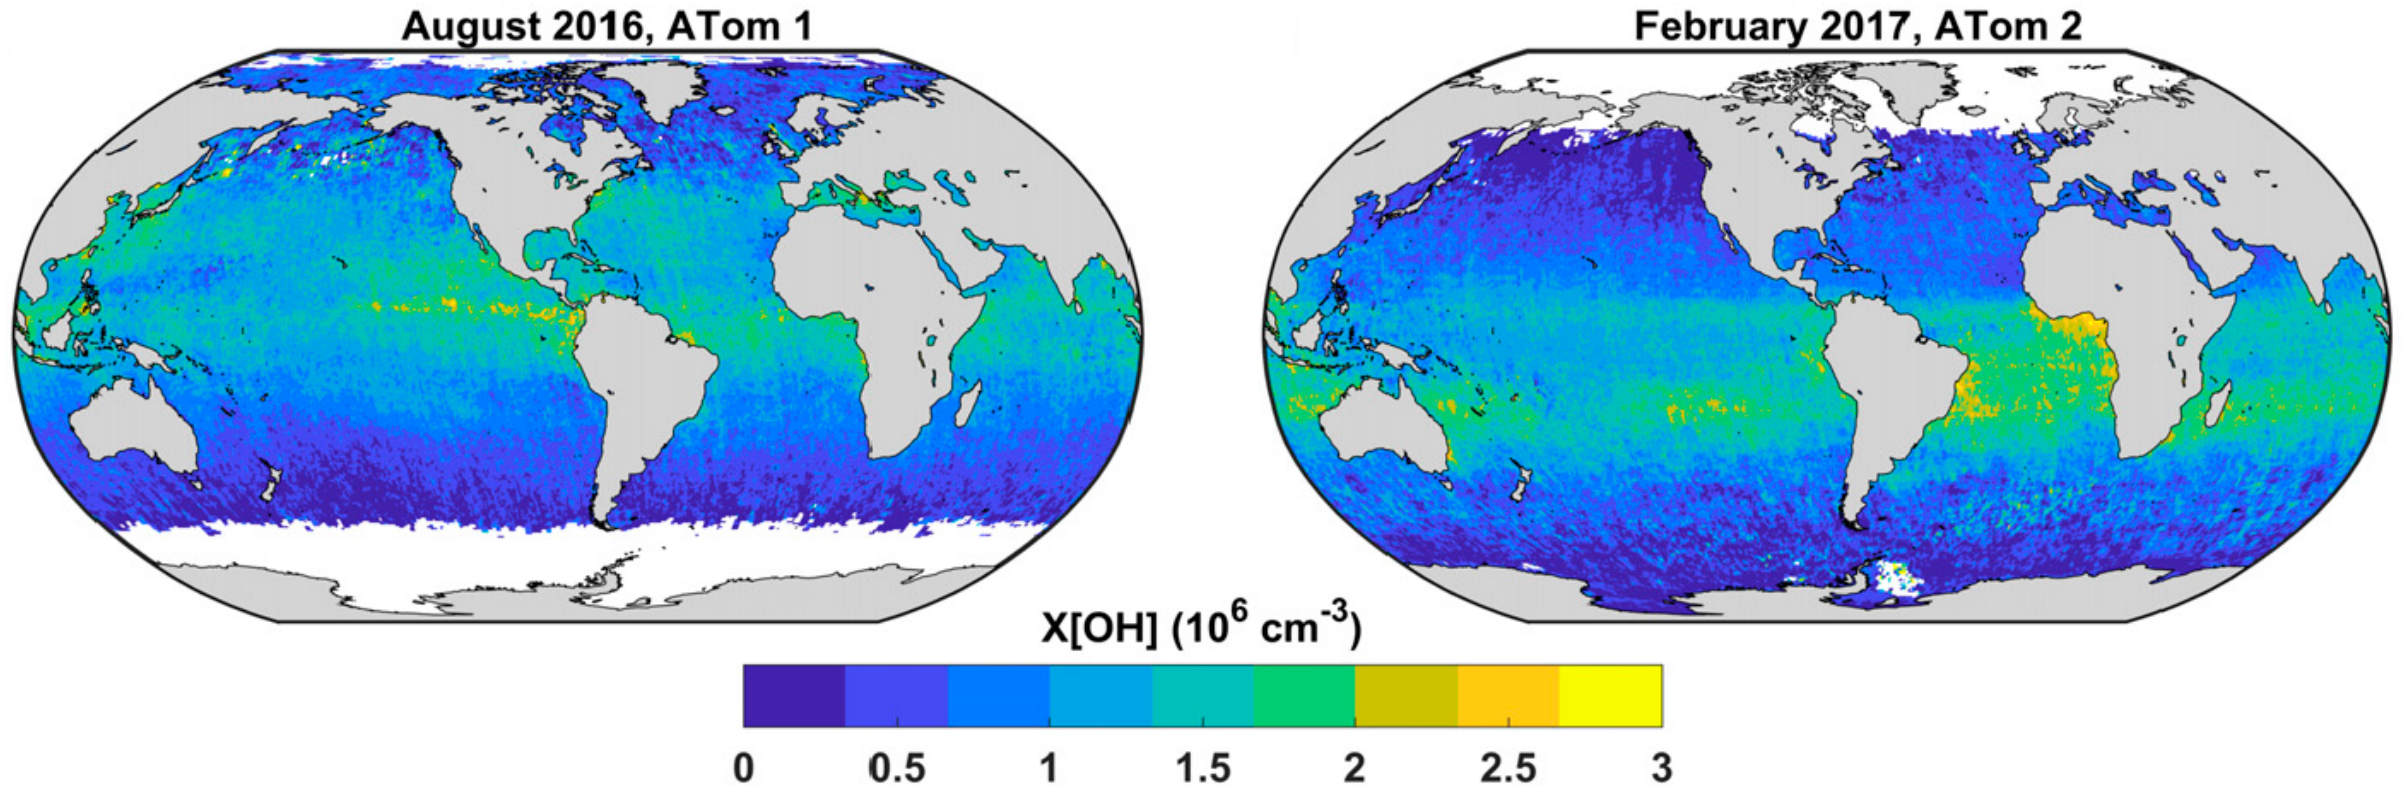 August 2016, ATom 1
February 2017, ATom 2
X[OH] (10⁶ cm⁻³)
0 0.5 1 1.5 2 2.5 3